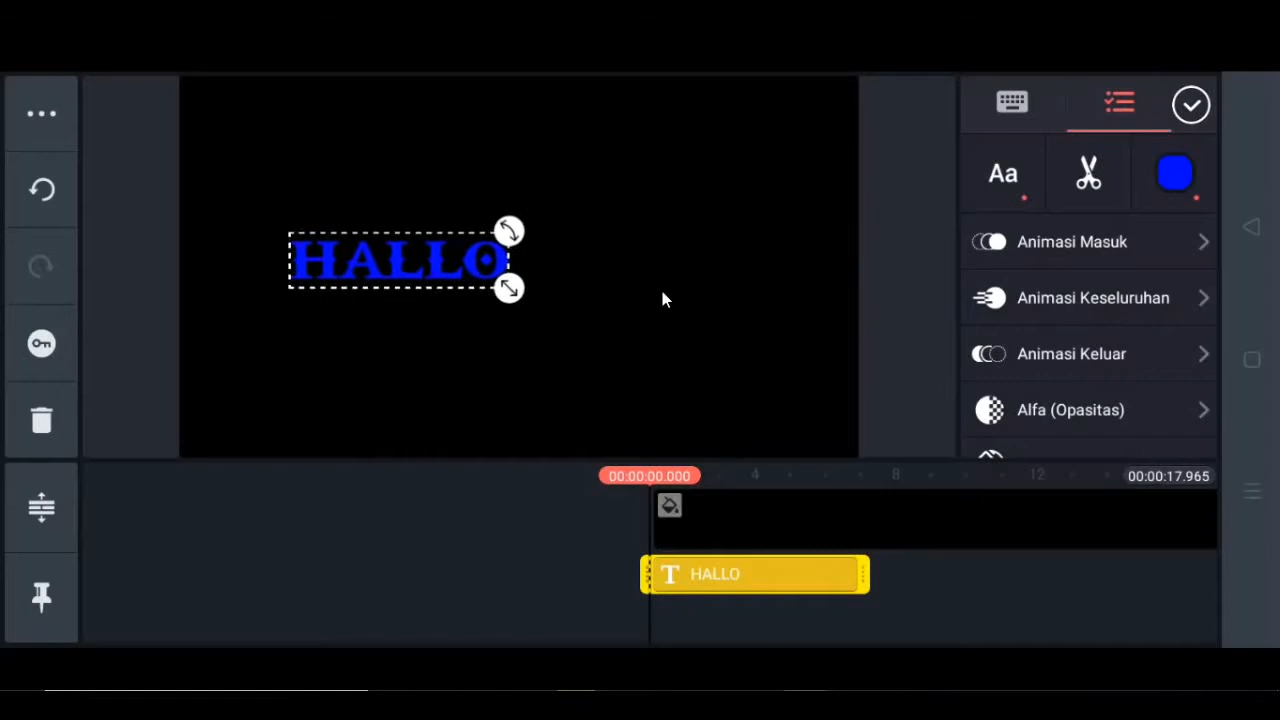 HALLO
Aa
Animasi Masuk
Animasi Keseluruhan
Animasi Keluar
Alfa (Opasitas)
00:00:00.000
4
8
12
00:00:17.965
T HALLO